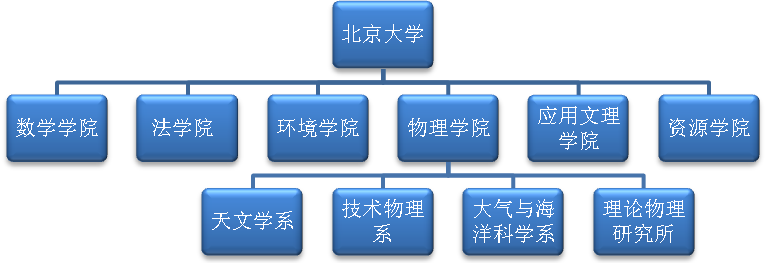 北京大学
数学学院
法学院
环境学院
物理学院
应用文理
学院
资源学院
天文学系
技术物理
系
大气与海
洋科学系
理论物理
研究所